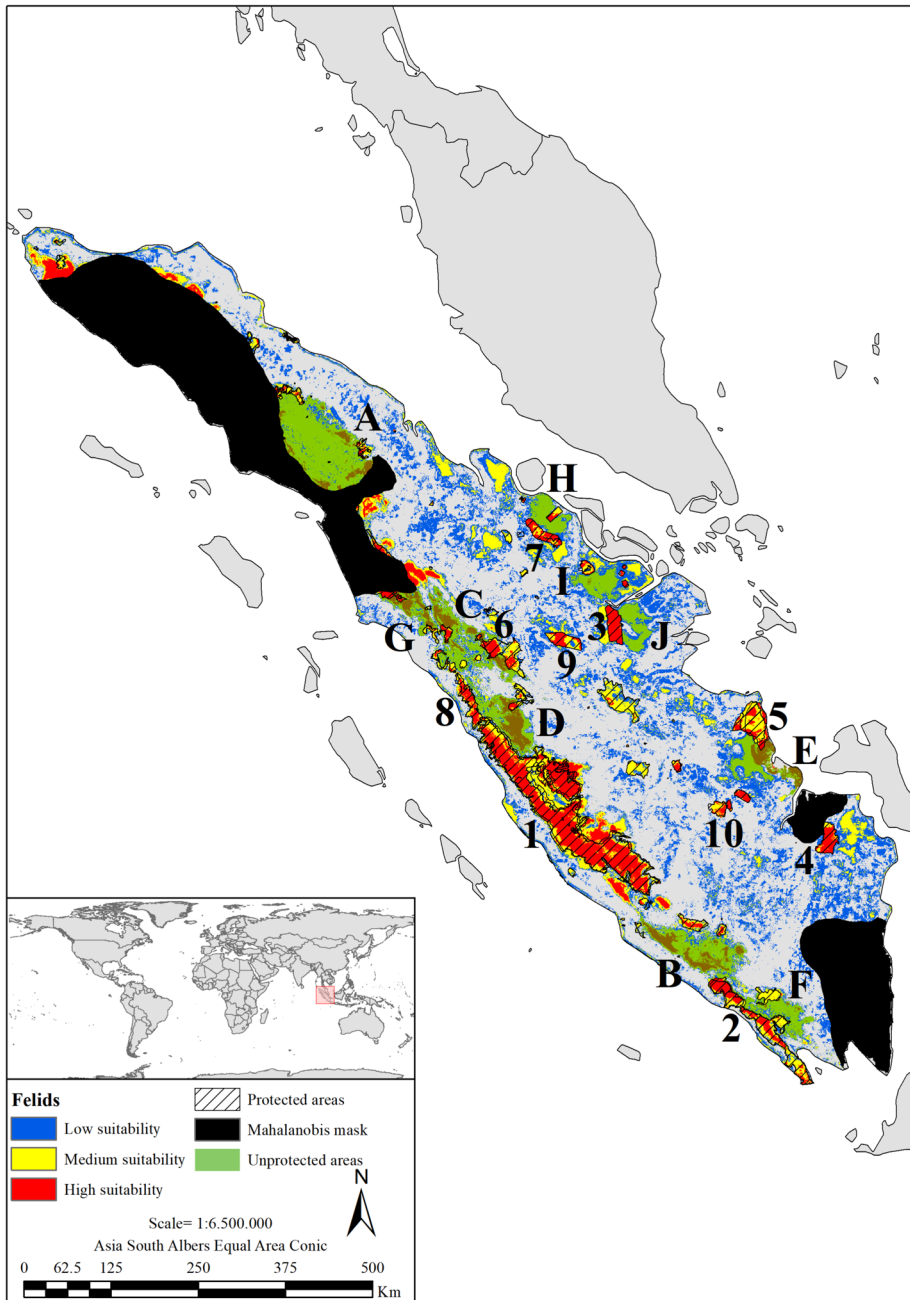 A
H
7
I
C
6
3
J
G
9
8
D
5
E
1
10
4
B
F
2
Felids
Protected areas
Low suitability
Mahalanobis mask
Medium suitability
Unprotected areas
High suitability
N
Scale= 1:6.500.000
Asia South Albers Equal Area Conic
0 62.5 125 250 375 500
Km